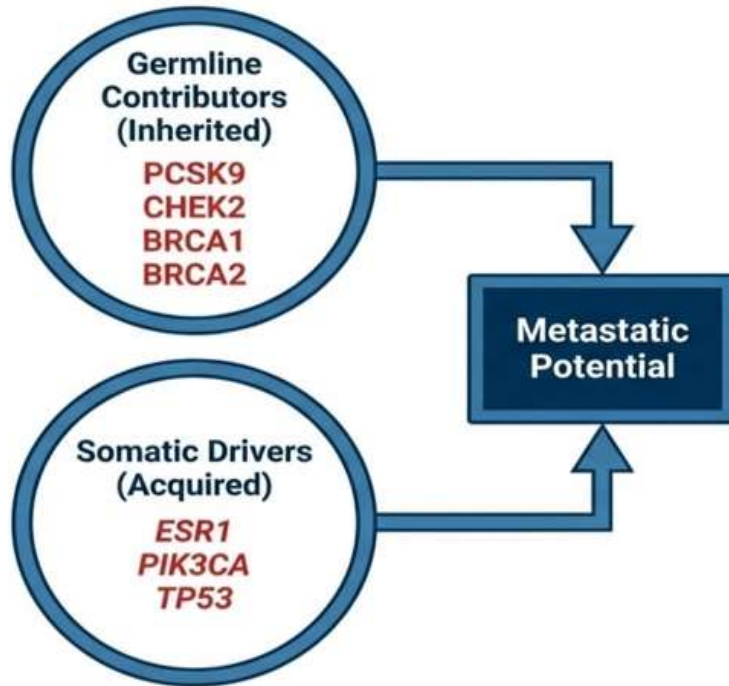 Germline
Contributors
(Inherited)
PCSK9
CHEK2
BRCA1
BRCA2
Metastatic
Potential
Somatic Drivers
(Acquired)
ESR1
PIK3CA
TP53